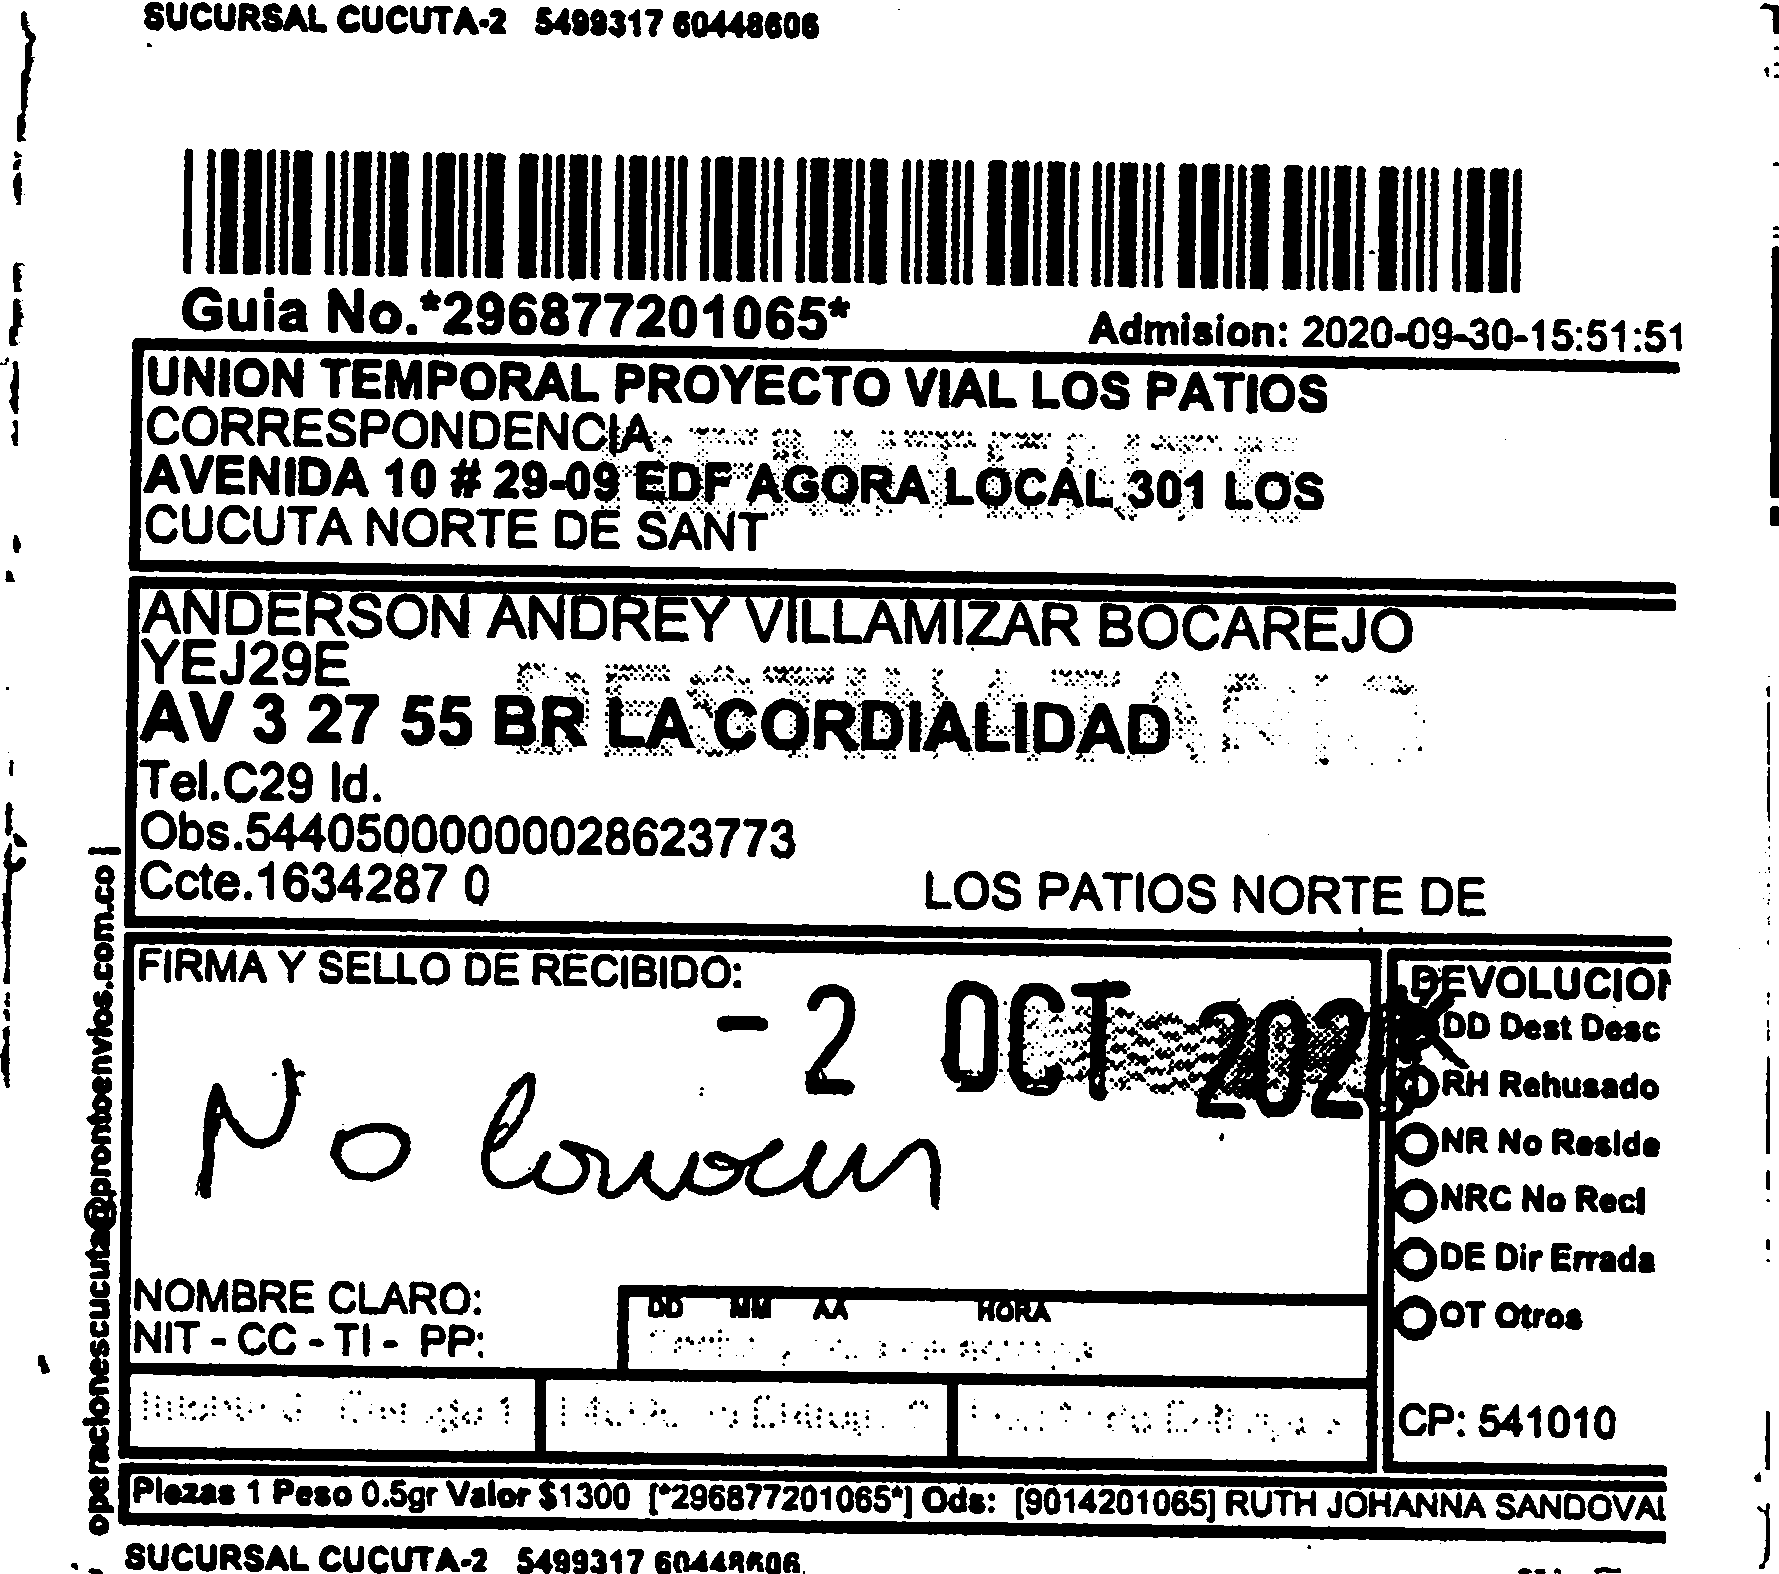 SUCURSAL CUCUTA-2 5499317 60448606
Guia No.*296877201065*
Admision: 2020-09-30-15:51:51
UNION TEMPORAL PROYECTO VIAL LOS PATIOS
CORRESPONDENCIA
REMITENTE
AVENIDA 10 # 29-09 EDF AGORA LOCAL 301 LOS
CUCUTA NORTE DE SANT
ANDERSON ANDREY VILLAMIZAR BOCAREJO
YEJ29E
DESTINATARIO
AV 3 27 55 BR LA CORDIALIDAD
Tel.C29 Id.
Obs.544050000000028623773
Ccte.1634287 0
LOS PATIOS NORTE DE
operacionescucuta@prontoenvios.com.co |
FIRMA Y SELLO DE RECIBIDO:
- 2 OCT 202
No conocen
DEVOLUCION
DD Dest Desc
RH Rehusado
NR No Reside
NRC No Recl
DE Dir Errada
OT Otros
NOMBRE CLARO:
NIT - CC - TI - PP:
DD MM AA HORA
CP: 541010
Piezas 1 Peso 0.5gr Valor $1300 [*296877201065*] Ods: [9014201065] RUTH JOHANNA SANDOVAL
SUCURSAL CUCUTA-2 5499317 60448606